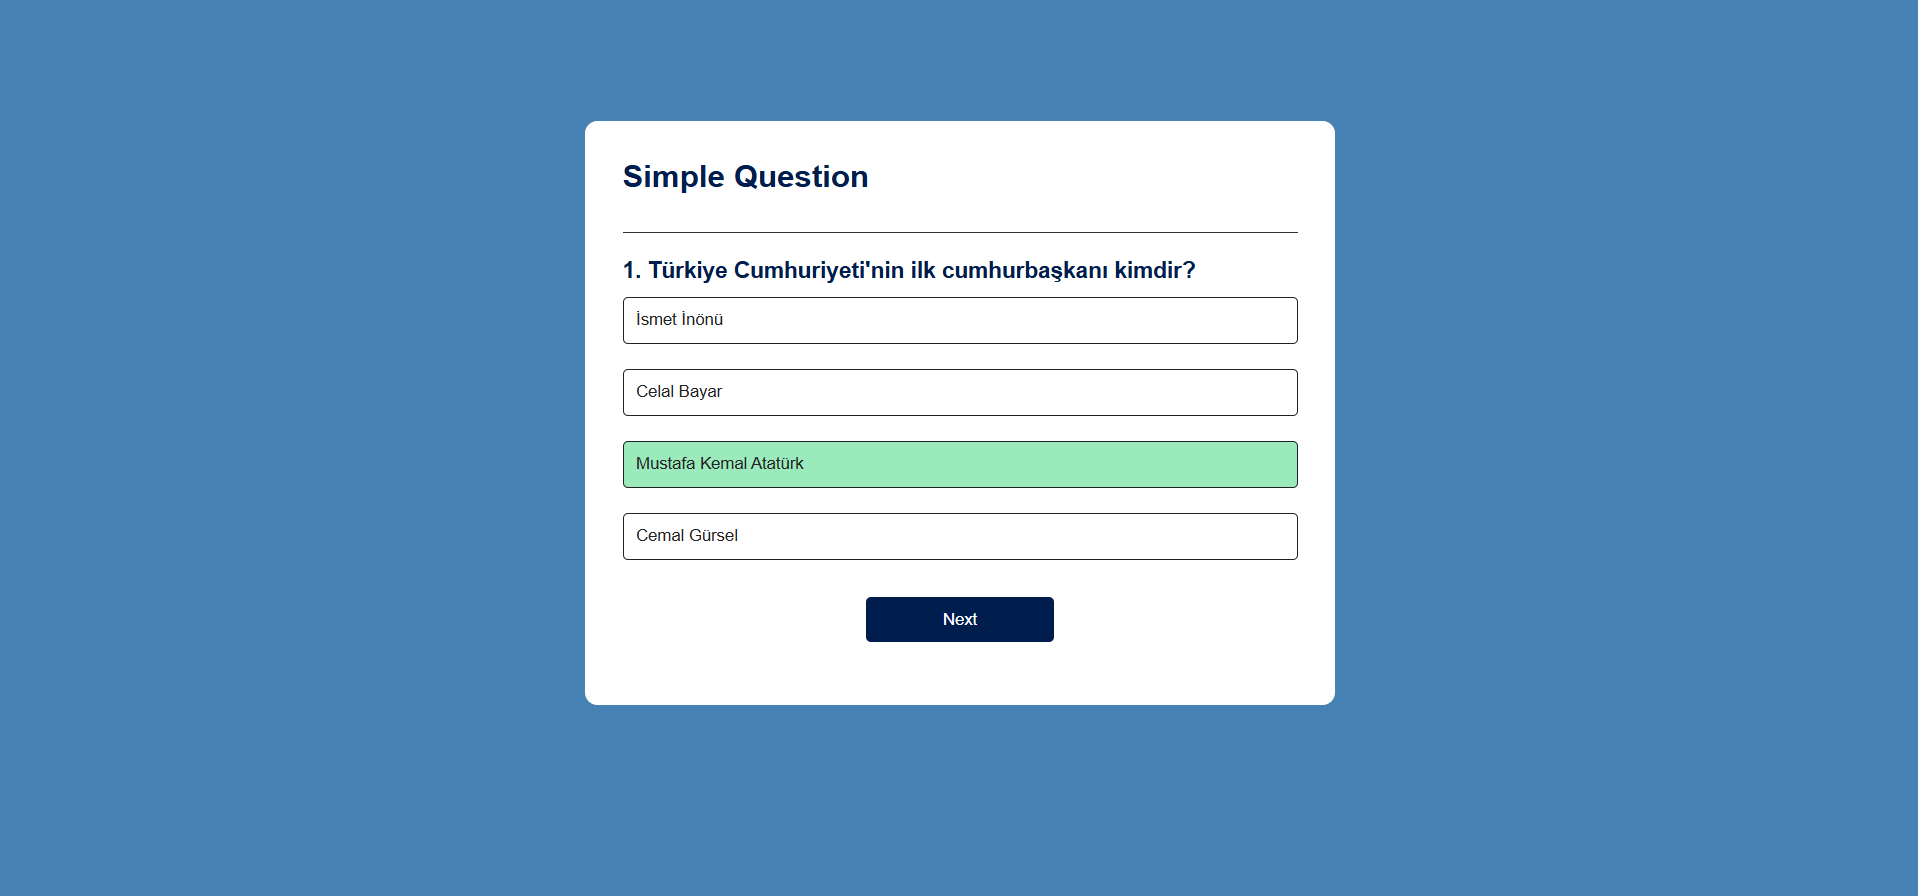 Simple Question
1. Türkiye Cumhuriyeti'nin ilk cumhurbaşkanı kimdir?
İsmet İnönü
Celal Bayar
Mustafa Kemal Atatürk
Cemal Gürsel
Next